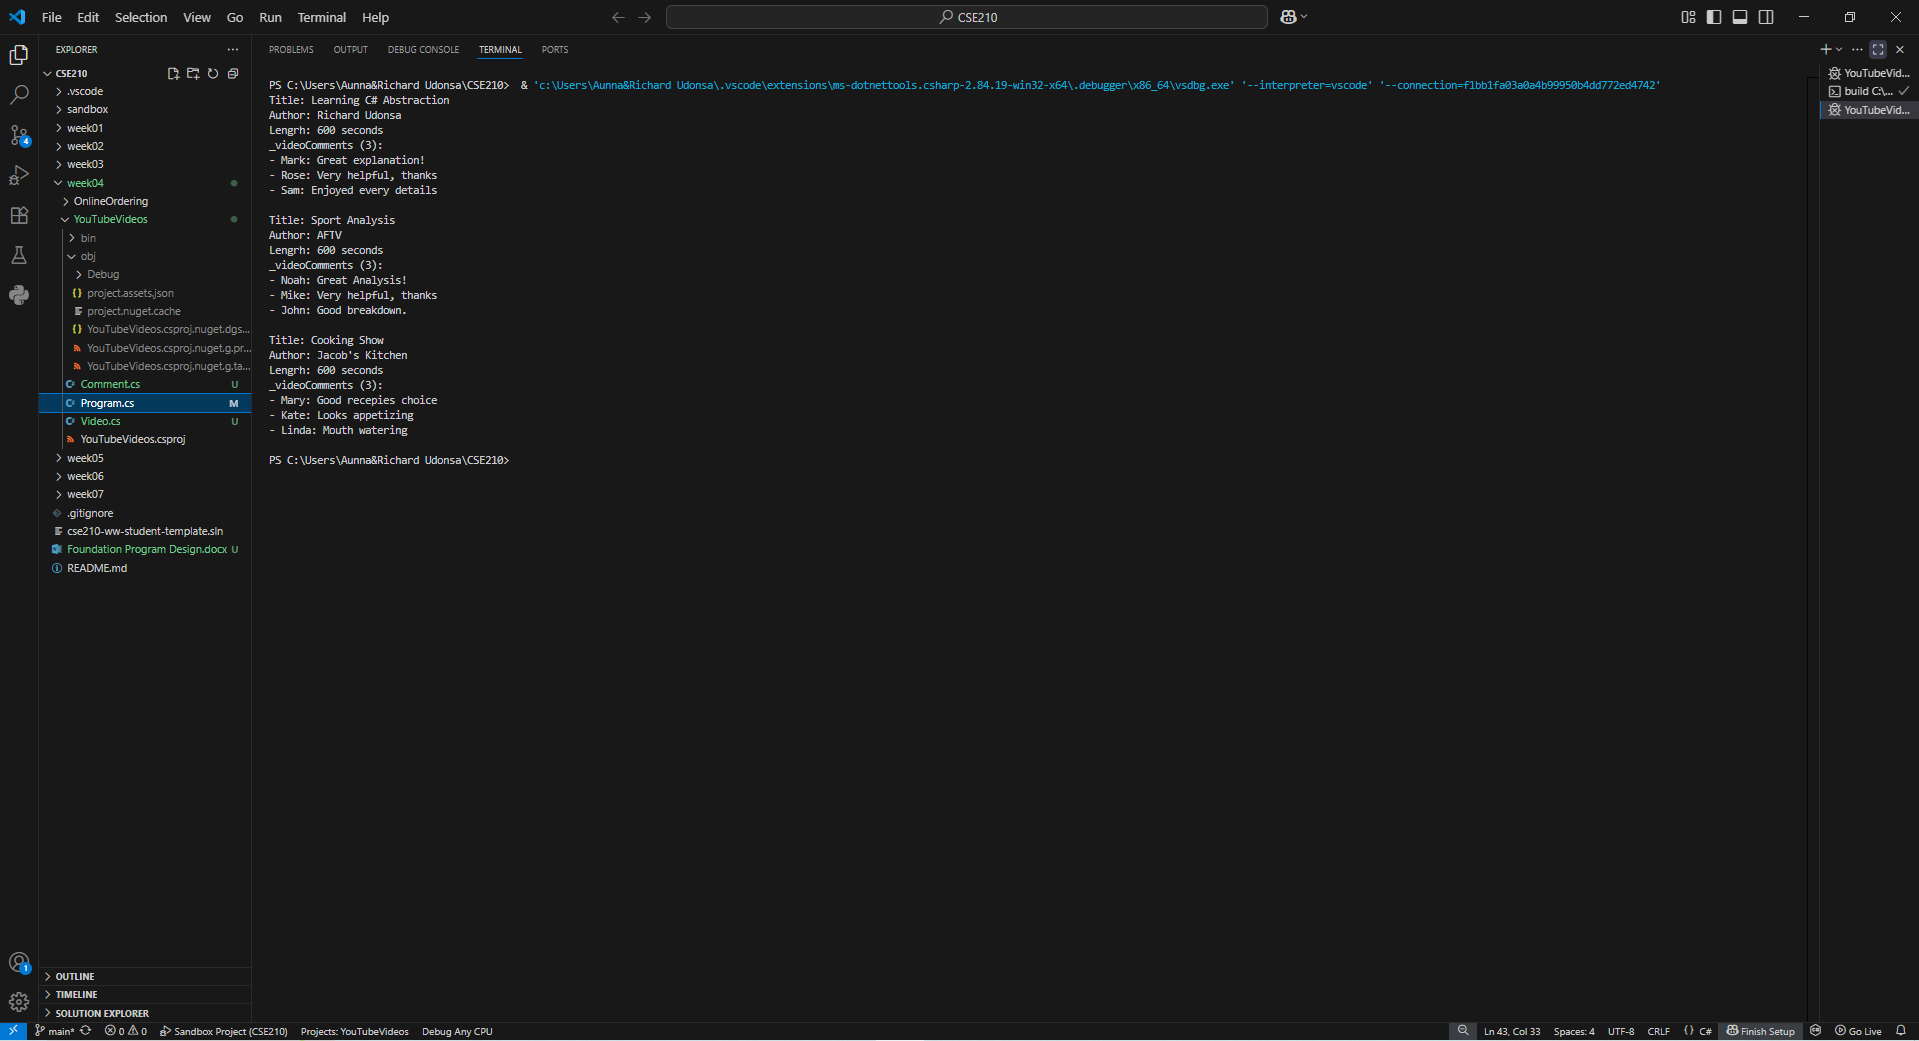 File Edit Selection View Go Run Terminal Help
CSE210
EXPLORER
CSE210
.vscode
sandbox
week01
week02
week03
week04
OnlineOrdering
YouTubeVideos
bin
obj
Debug
project.assets.json
project.nuget.cache
YouTubeVideos.csproj.nuget.dgs...
YouTubeVideos.csproj.nuget.g.pr...
YouTubeVideos.csproj.nuget.g.ta...
Comment.cs U
Program.cs M
Video.cs U
YouTubeVideos.csproj
week05
week06
week07
.gitignore
cse210-ww-student-template.sln
Foundation Program Design.docx U
README.md
OUTLINE
TIMELINE
SOLUTION EXPLORER
4
1
PROBLEMS OUTPUT DEBUG CONSOLE TERMINAL PORTS
PS C:\Users\Aunna&Richard Udonsa\CSE210> & 'c:\Users\Aunna&Richard Udonsa\.vscode\extensions\ms-dotnettools.csharp-2.84.19-win32-x64\.debugger\x86_64\vsdbg.exe' '--interpreter=vscode' '--connection=f1bb1fa03a0a4b99950b4dd772ed4742'
Title: Learning C# Abstraction
Author: Richard Udonsa
Lengrh: 600 seconds
_videoComments (3):
- Mark: Great explanation!
- Rose: Very helpful, thanks
- Sam: Enjoyed every details
Title: Sport Analysis
Author: AFTV
Lengrh: 600 seconds
_videoComments (3):
- Noah: Great Analysis!
- Mike: Very helpful, thanks
- John: Good breakdown.
Title: Cooking Show
Author: Jacob's Kitchen
Lengrh: 600 seconds
_videoComments (3):
- Mary: Good recepies choice
- Kate: Looks appetizing
- Linda: Mouth watering
PS C:\Users\Aunna&Richard Udonsa\CSE210>
YouTubeVid...
build C:\...
YouTubeVid...
main* 0 0 Sandbox Project (CSE210) Projects: YouTubeVideos Debug Any CPU Ln 43, Col 33 Spaces: 4 UTF-8 CRLF {} C# Finish Setup Go Live